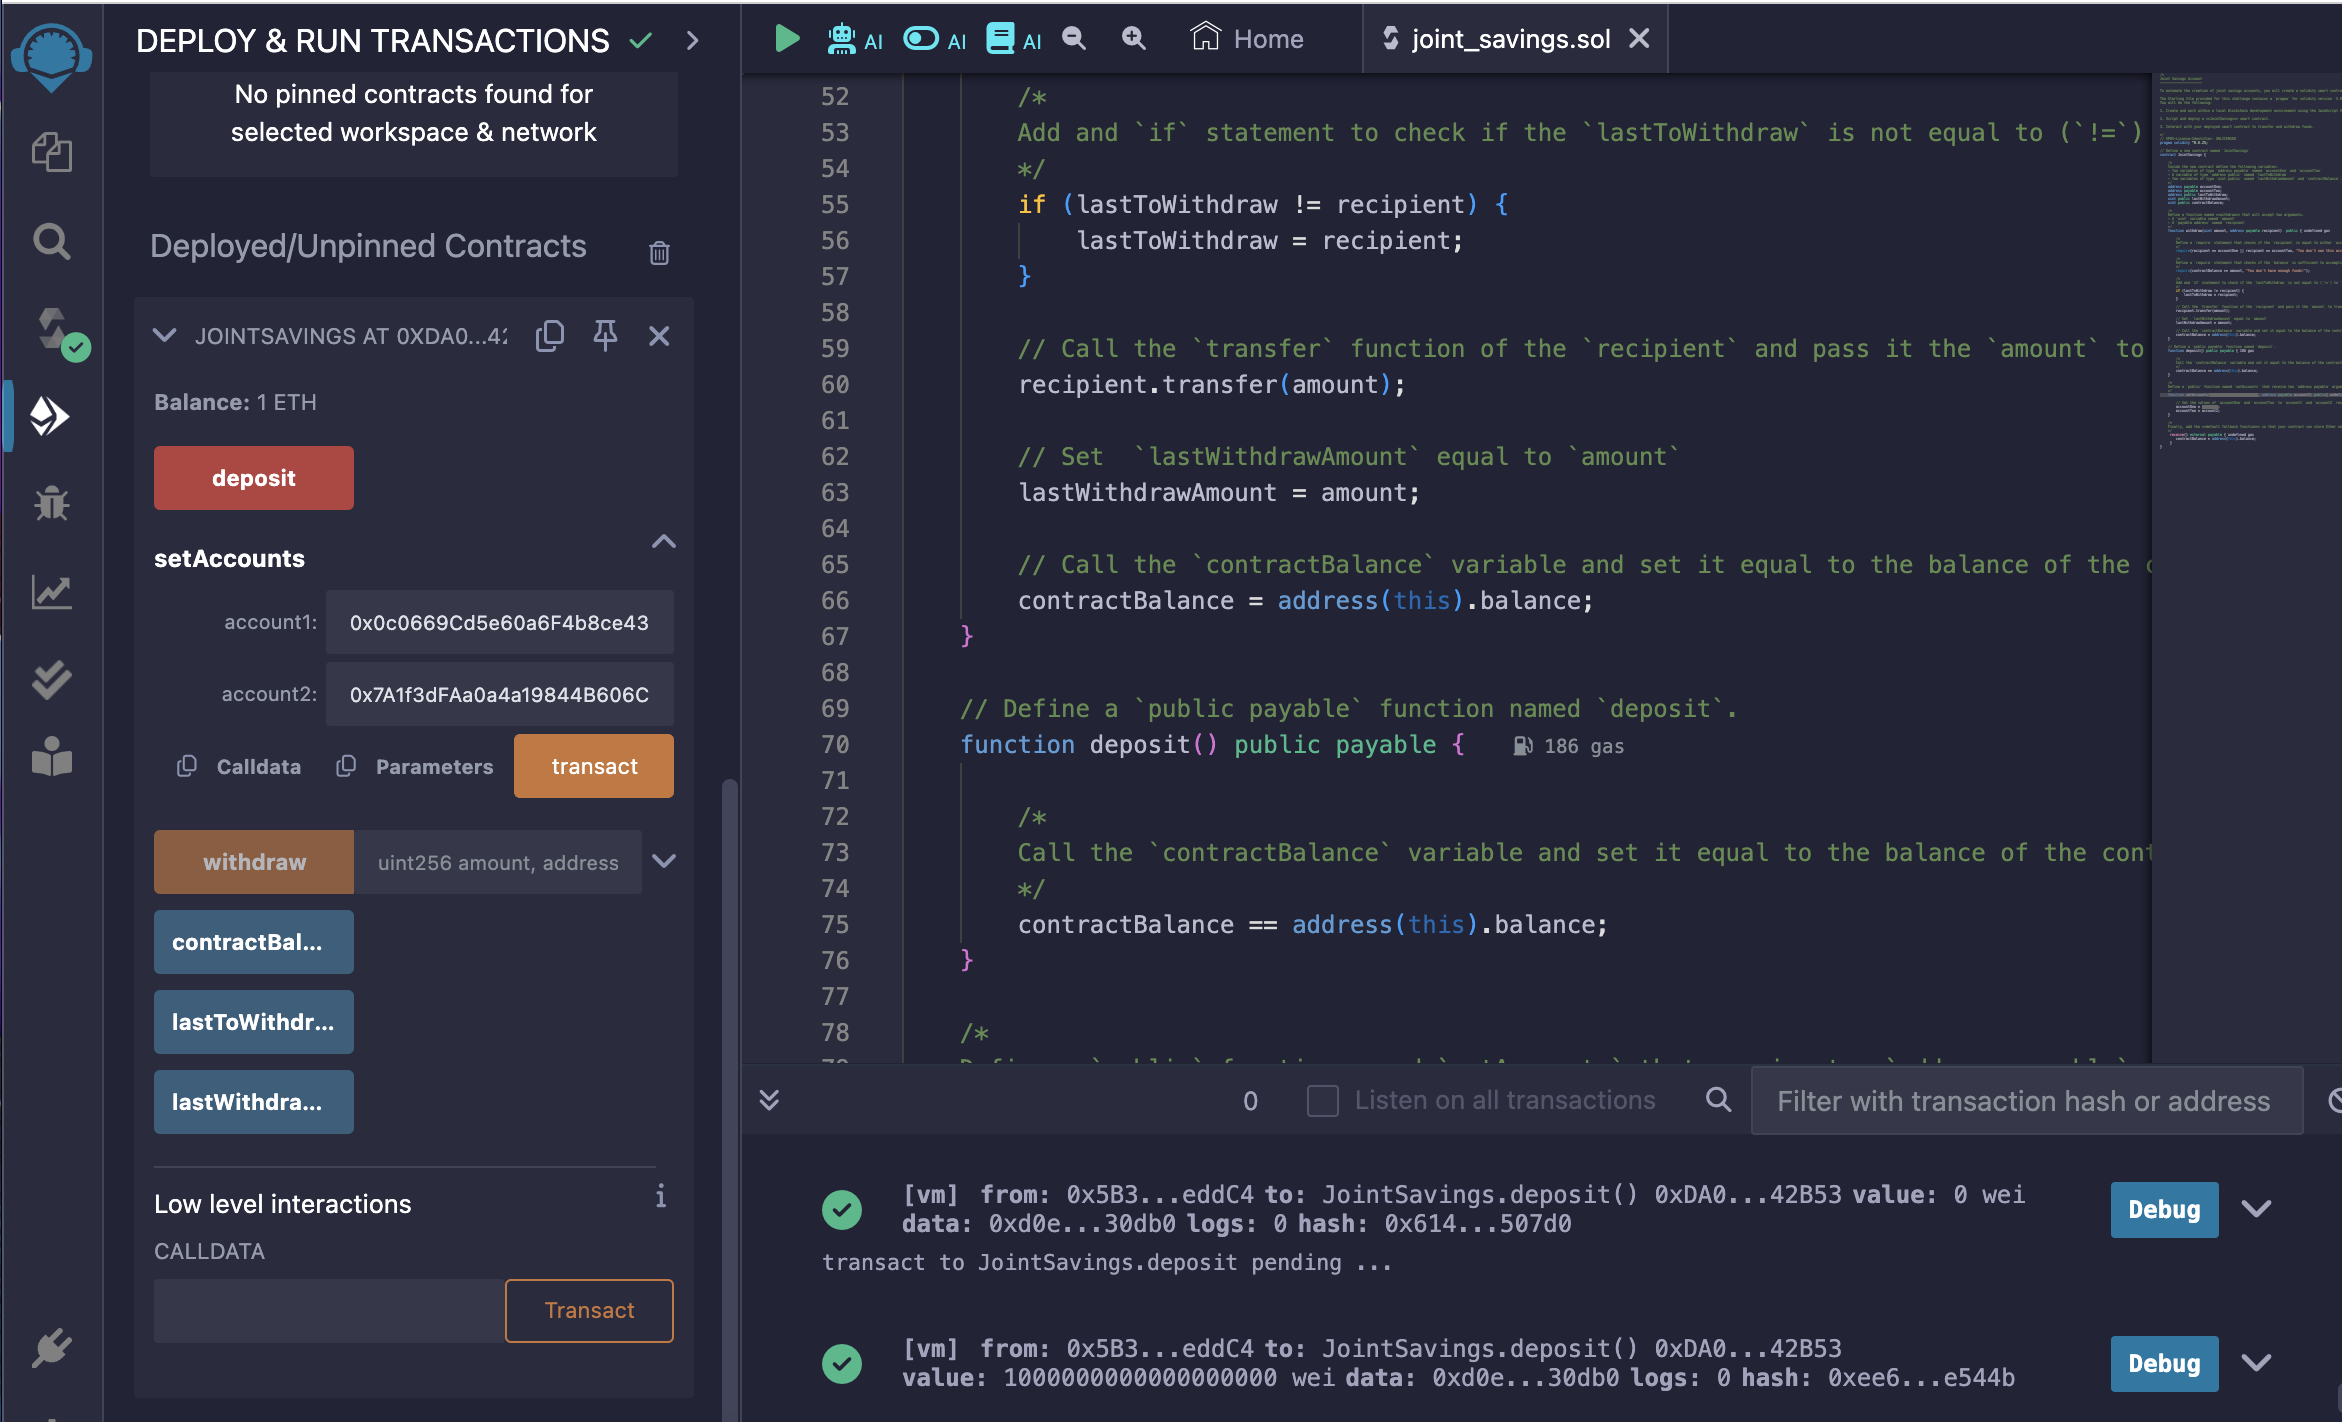 DEPLOY & RUN TRANSACTIONS
No pinned contracts found for
selected workspace & network
Deployed/Unpinned Contracts
JOINTSAVINGS AT 0XDA0...42
Balance: 1 ETH
deposit
setAccounts
account1: 0x0c0669Cd5e60a6F4b8ce43
account2: 0x7A1f3dFAa0a4a19844B606C
Calldata Parameters transact
withdraw uint256 amount, address
contractBal...
lastToWithdr...
lastWithdra...
Low level interactions i
CALLDATA
Transact
AI AI AI Home joint_savings.sol
52 /*
53 Add and `if` statement to check if the `lastToWithdraw` is not equal to (`!=`)
54 */
55 if (lastToWithdraw != recipient) {
56 lastToWithdraw = recipient;
57 }
58
59 // Call the `transfer` function of the `recipient` and pass it the `amount` to
60 recipient.transfer(amount);
61
62 // Set  `lastWithdrawAmount` equal to `amount`
63 lastWithdrawAmount = amount;
64
65 // Call the `contractBalance` variable and set it equal to the balance of the c
66 contractBalance = address(this).balance;
67 }
68
69 // Define a `public payable` function named `deposit`.
70 function deposit() public payable { 186 gas
71
72 /*
73 Call the `contractBalance` variable and set it equal to the balance of the cont
74 */
75 contractBalance == address(this).balance;
76 }
77
78 /*
0 Listen on all transactions Filter with transaction hash or address
[vm] from: 0x5B3...eddC4 to: JointSavings.deposit() 0xDA0...42B53 value: 0 wei
data: 0xd0e...30db0 logs: 0 hash: 0x614...507d0
Debug
transact to JointSavings.deposit pending ...
[vm] from: 0x5B3...eddC4 to: JointSavings.deposit() 0xDA0...42B53
value: 1000000000000000000 wei data: 0xd0e...30db0 logs: 0 hash: 0xee6...e544b
Debug